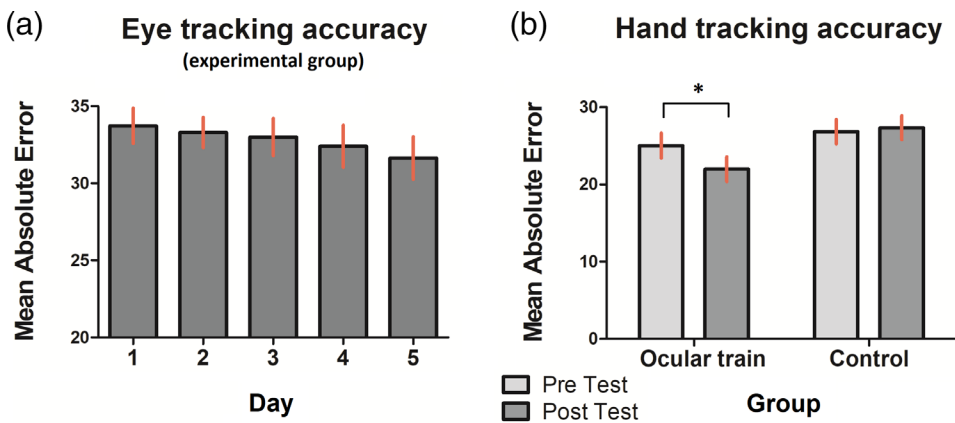 (a)
Eye tracking accuracy
(experimental group)
Mean Absolute Error
35
30
25
20
1 2 3 4 5
Day
(b)
Hand tracking accuracy
*
Mean Absolute Error
30
20
10
0
Ocular train Control
Pre Test
Post Test
Group